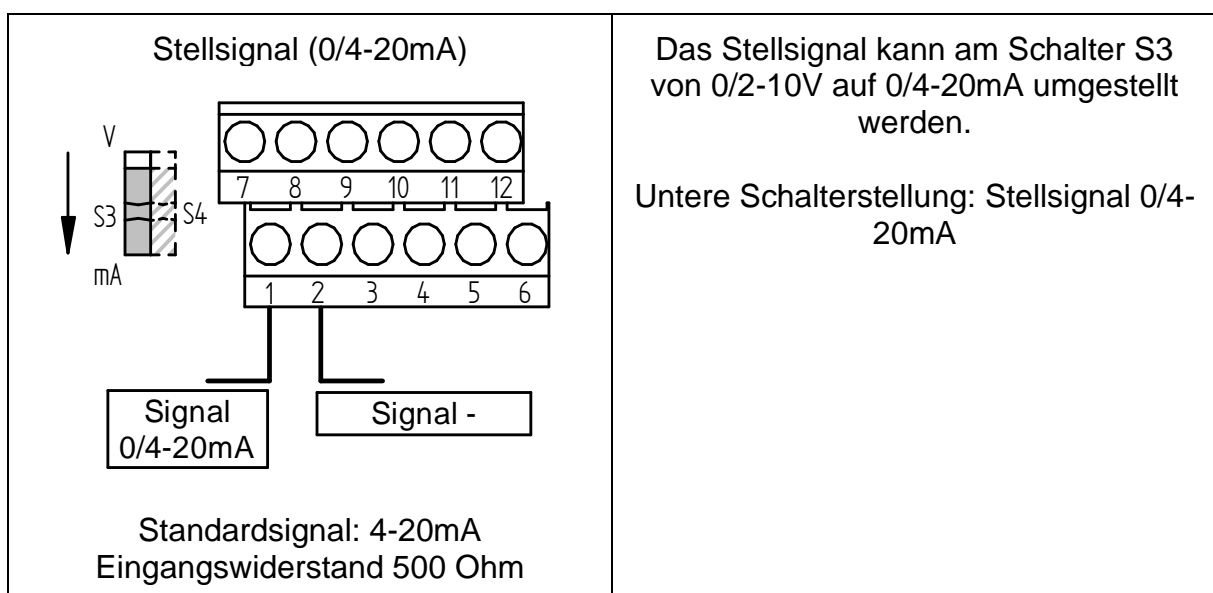 Stellsignal (0/4-20mA)
V
S3
S4
mA
7 8 9 10 11 12
1 2 3 4 5 6
Signal
0/4-20mA
Signal -
Standardsignal: 4-20mA
Eingangswiderstand 500 Ohm
Das Stellsignal kann am Schalter S3
von 0/2-10V auf 0/4-20mA umgestellt
werden.
Untere Schalterstellung: Stellsignal 0/4-
20mA